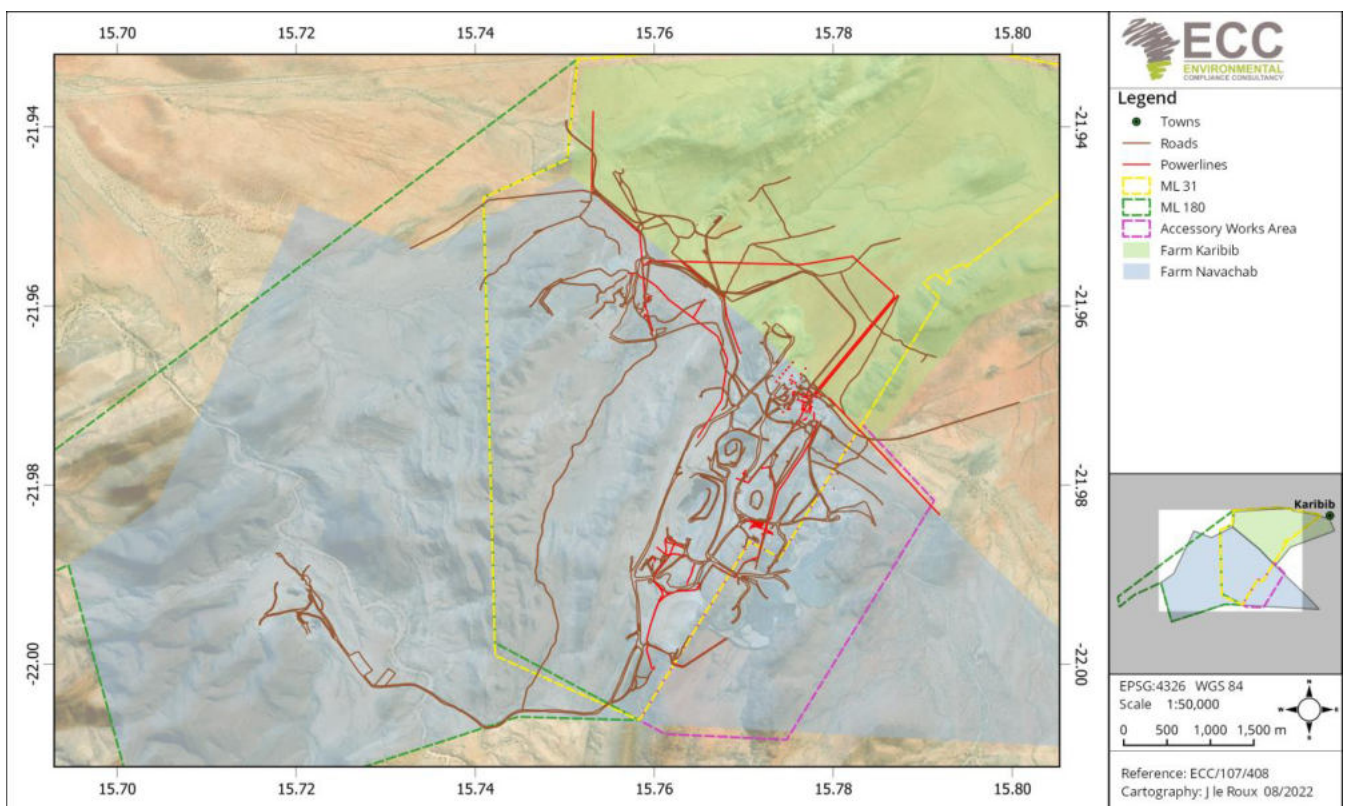 15.70 15.72 15.74 15.76 15.78 15.80
-21.94 -21.94
-21.96 -21.96
-21.98 -21.98
-22.00 -22.00
15.70 15.72 15.74 15.76 15.78 15.80
ECC
ENVIRONMENTAL
COMPLIANCE CONSULTANCY
Legend
Towns
Roads
Powerlines
ML 31
ML 180
Accessory Works Area
Farm Karibib
Farm Navachab
Karibib
EPSG:4326 WGS 84
Scale 1:50,000
N
W E
S
0 500 1,000 1,500 m
Reference: ECC/107/408
Cartography: J le Roux 08/2022